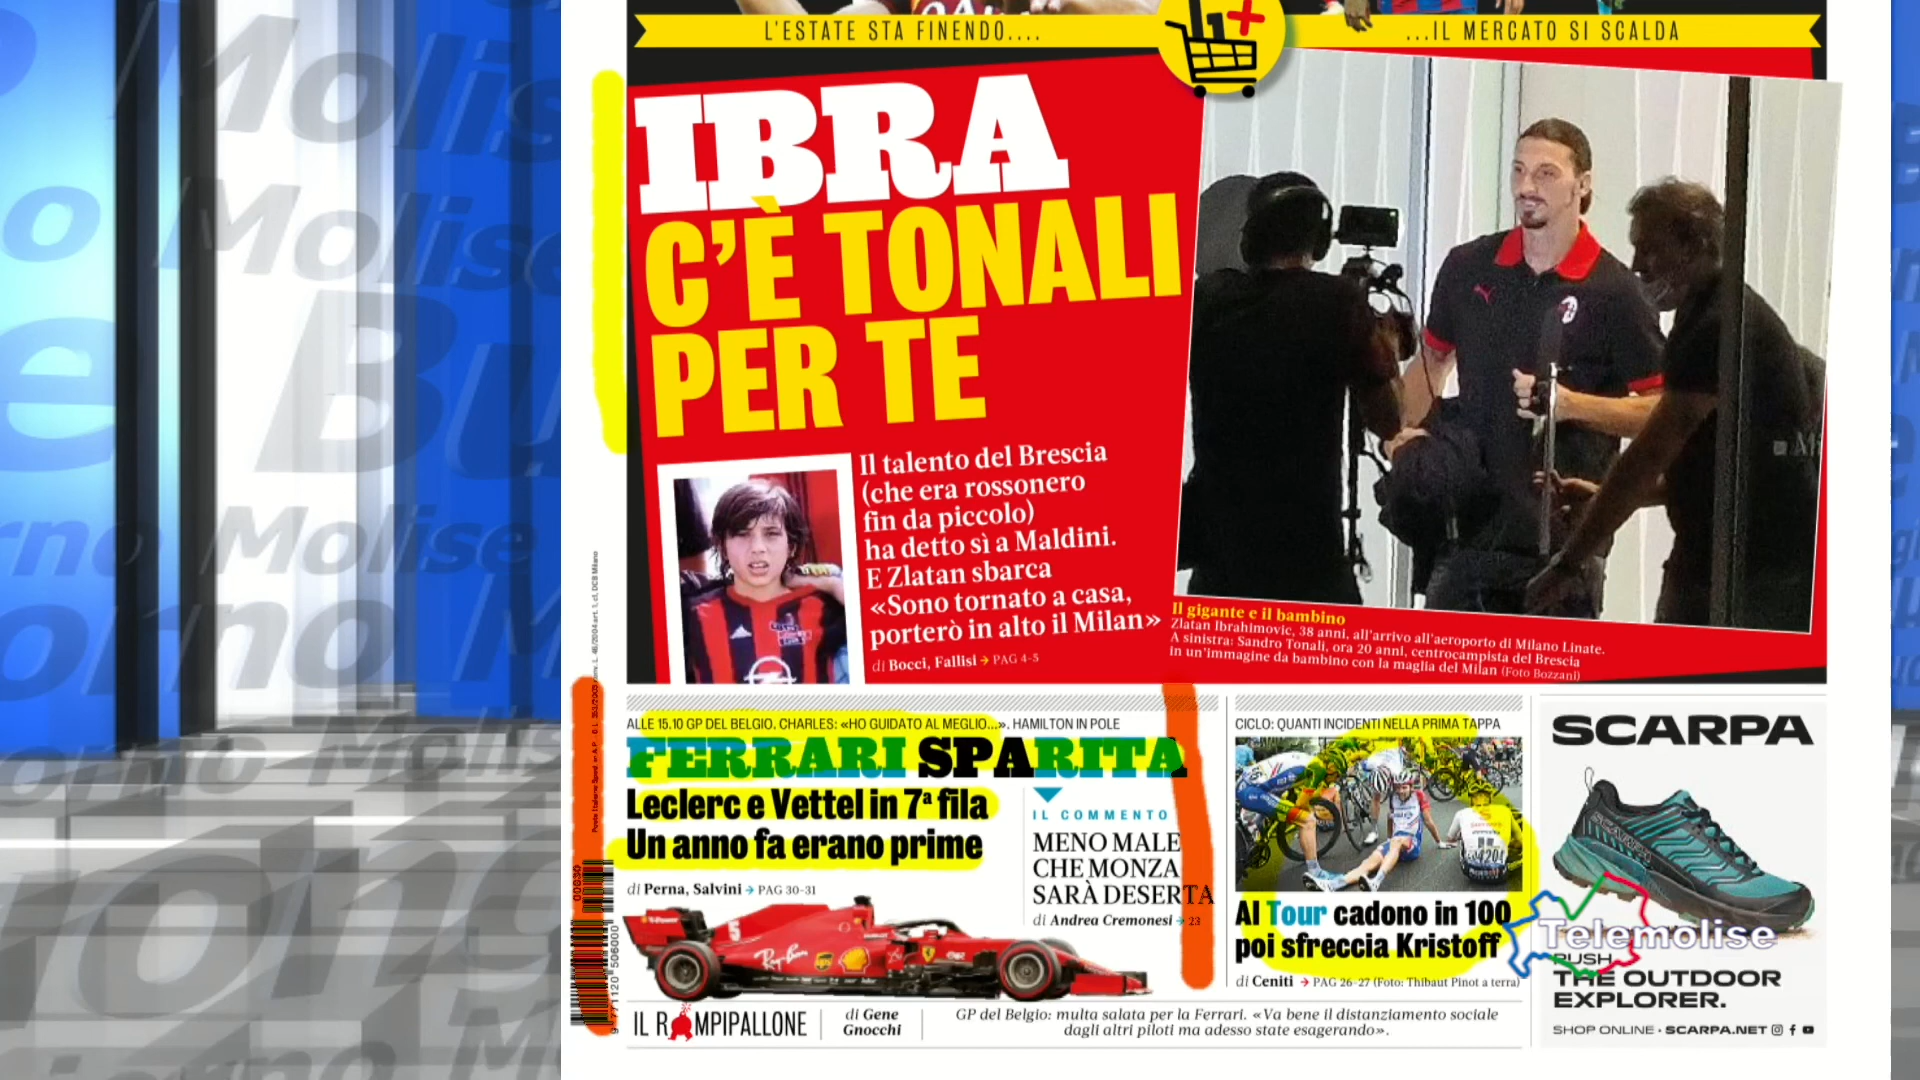 L'ESTATE STA FINENDO....
...IL MERCATO SI SCALDA
IBRA
C'È TONALI
PER TE
Il talento del Brescia
(che era rossonero
fin da piccolo)
ha detto sì a Maldini.
E Zlatan sbarca
«Sono tornato a casa,
porterò in alto il Milan»
di Bocci, Fallisi → PAG 4-5
Il gigante e il bambino
Zlatan Ibrahimovic, 38 anni, all'arrivo all'aeroporto di Milano Linate.
A sinistra: Sandro Tonali, ora 20 anni, centrocampista del Brescia
in un'immagine da bambino con la maglia del Milan (Foto Bozzani)
ALLE 15.10 GP DEL BELGIO. CHARLES: «HO GUIDATO AL MEGLIO...». HAMILTON IN POLE
FERRARI SPARITA
Leclerc e Vettel in 7ª fila
Un anno fa erano prime
di Perna, Salvini → PAG 30-31
IL COMMENTO
MENO MALE
CHE MONZA
SARÀ DESERTA
di Andrea Cremonesi → 23
CICLO: QUANTI INCIDENTI NELLA PRIMA TAPPA
Al Tour cadono in 100
poi sfreccia Kristoff
di Ceniti → PAG 26-27 (Foto: Thibaut Pinot a terra)
SCARPA
Telemolise
PUSH
THE OUTDOOR
EXPLORER.
SHOP ONLINE • SCARPA.NET
IL ROMPIPALLONE
di Gene
Gnocchi
GP del Belgio: multa salata per la Ferrari. «Va bene il distanziamento sociale
dagli altri piloti ma adesso state esagerando».
Molise
Molise
Molise